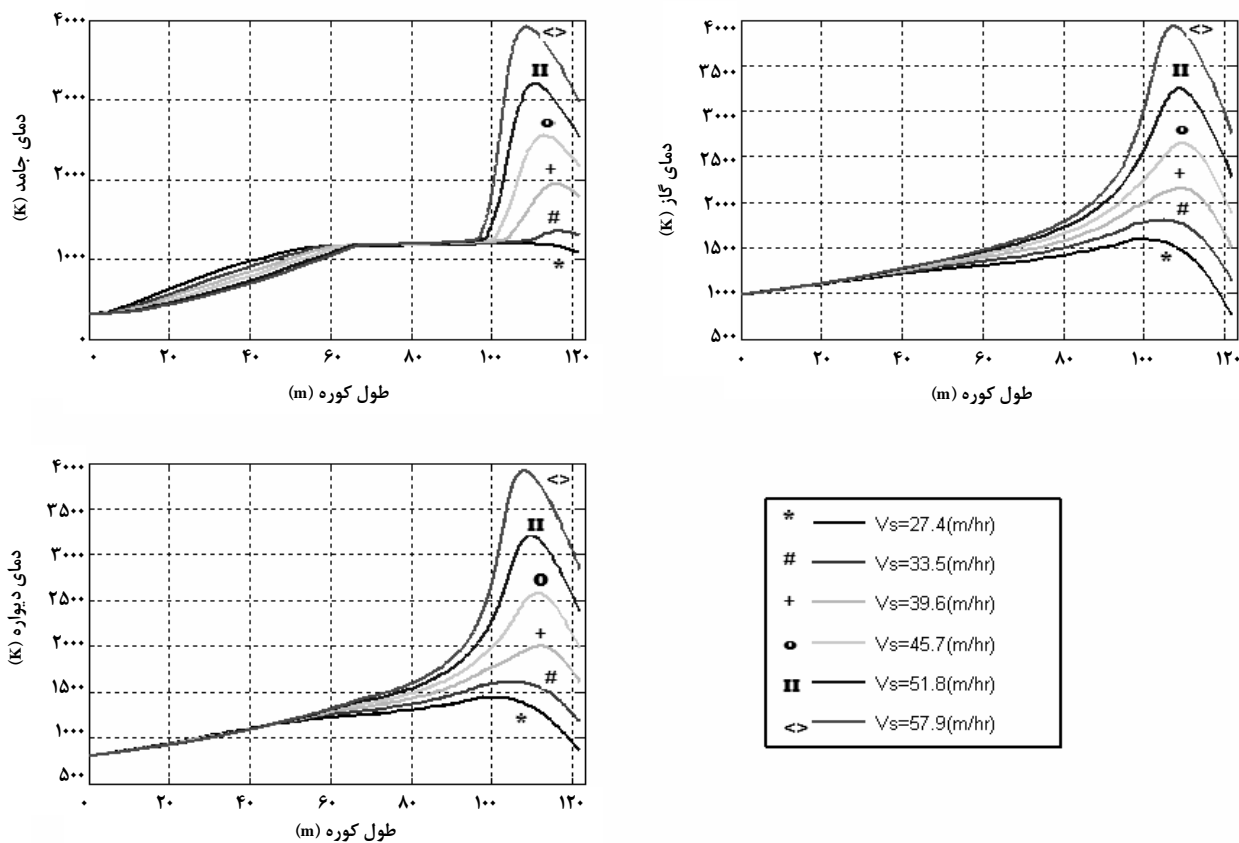 ۴۰۰۰
۳۰۰۰
۲۰۰۰
۱۰۰۰
۰
دمای جامد (K)
<>
II
o
+
#
*
۰ ۲۰ ۴۰ ۶۰ ۸۰ ۱۰۰ ۱۲۰
طول کوره (m)
۴۰۰۰
۳۵۰۰
۳۰۰۰
۲۵۰۰
۲۰۰۰
۱۵۰۰
۱۰۰۰
۵۰۰
دمای گاز (K)
<>
II
o
+
#
*
۰ ۲۰ ۴۰ ۶۰ ۸۰ ۱۰۰ ۱۲۰
طول کوره (m)
۴۰۰۰
۳۵۰۰
۳۰۰۰
۲۵۰۰
۲۰۰۰
۱۵۰۰
۱۰۰۰
۵۰۰
دمای دیواره (K)
<>
II
o
+
#
*
۰ ۲۰ ۴۰ ۶۰ ۸۰ ۱۰۰ ۱۲۰
طول کوره (m)
* Vs=27.4(m/hr)
# Vs=33.5(m/hr)
+ Vs=39.6(m/hr)
o Vs=45.7(m/hr)
II Vs=51.8(m/hr)
<> Vs=57.9(m/hr)